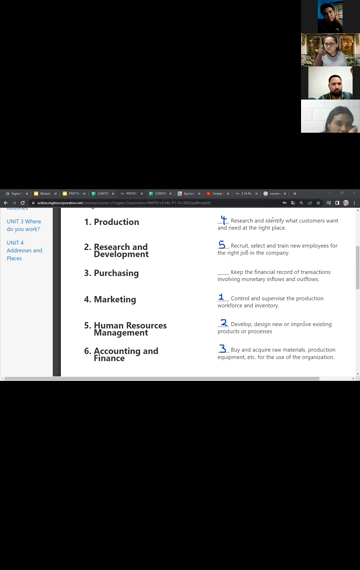 UNIT 3 Where
do you work?
UNIT 4
Addresses and
Places
1. Production
2. Research and
Development
3. Purchasing
4. Marketing
5. Human Resources
Management
6. Accounting and
Finance
4 Research and identify what customers want
and need at the right place.
5 Recruit, select and train new employees for
the right job in the company.
____ Keep the financial record of transactions
involving monetary inflows and outflows.
1 Control and supervise the production
workforce and inventory.
2 Develop, design new or improve existing
products or processes
3 Buy and acquire raw materials, production
equipment, etc. for the use of the organization.